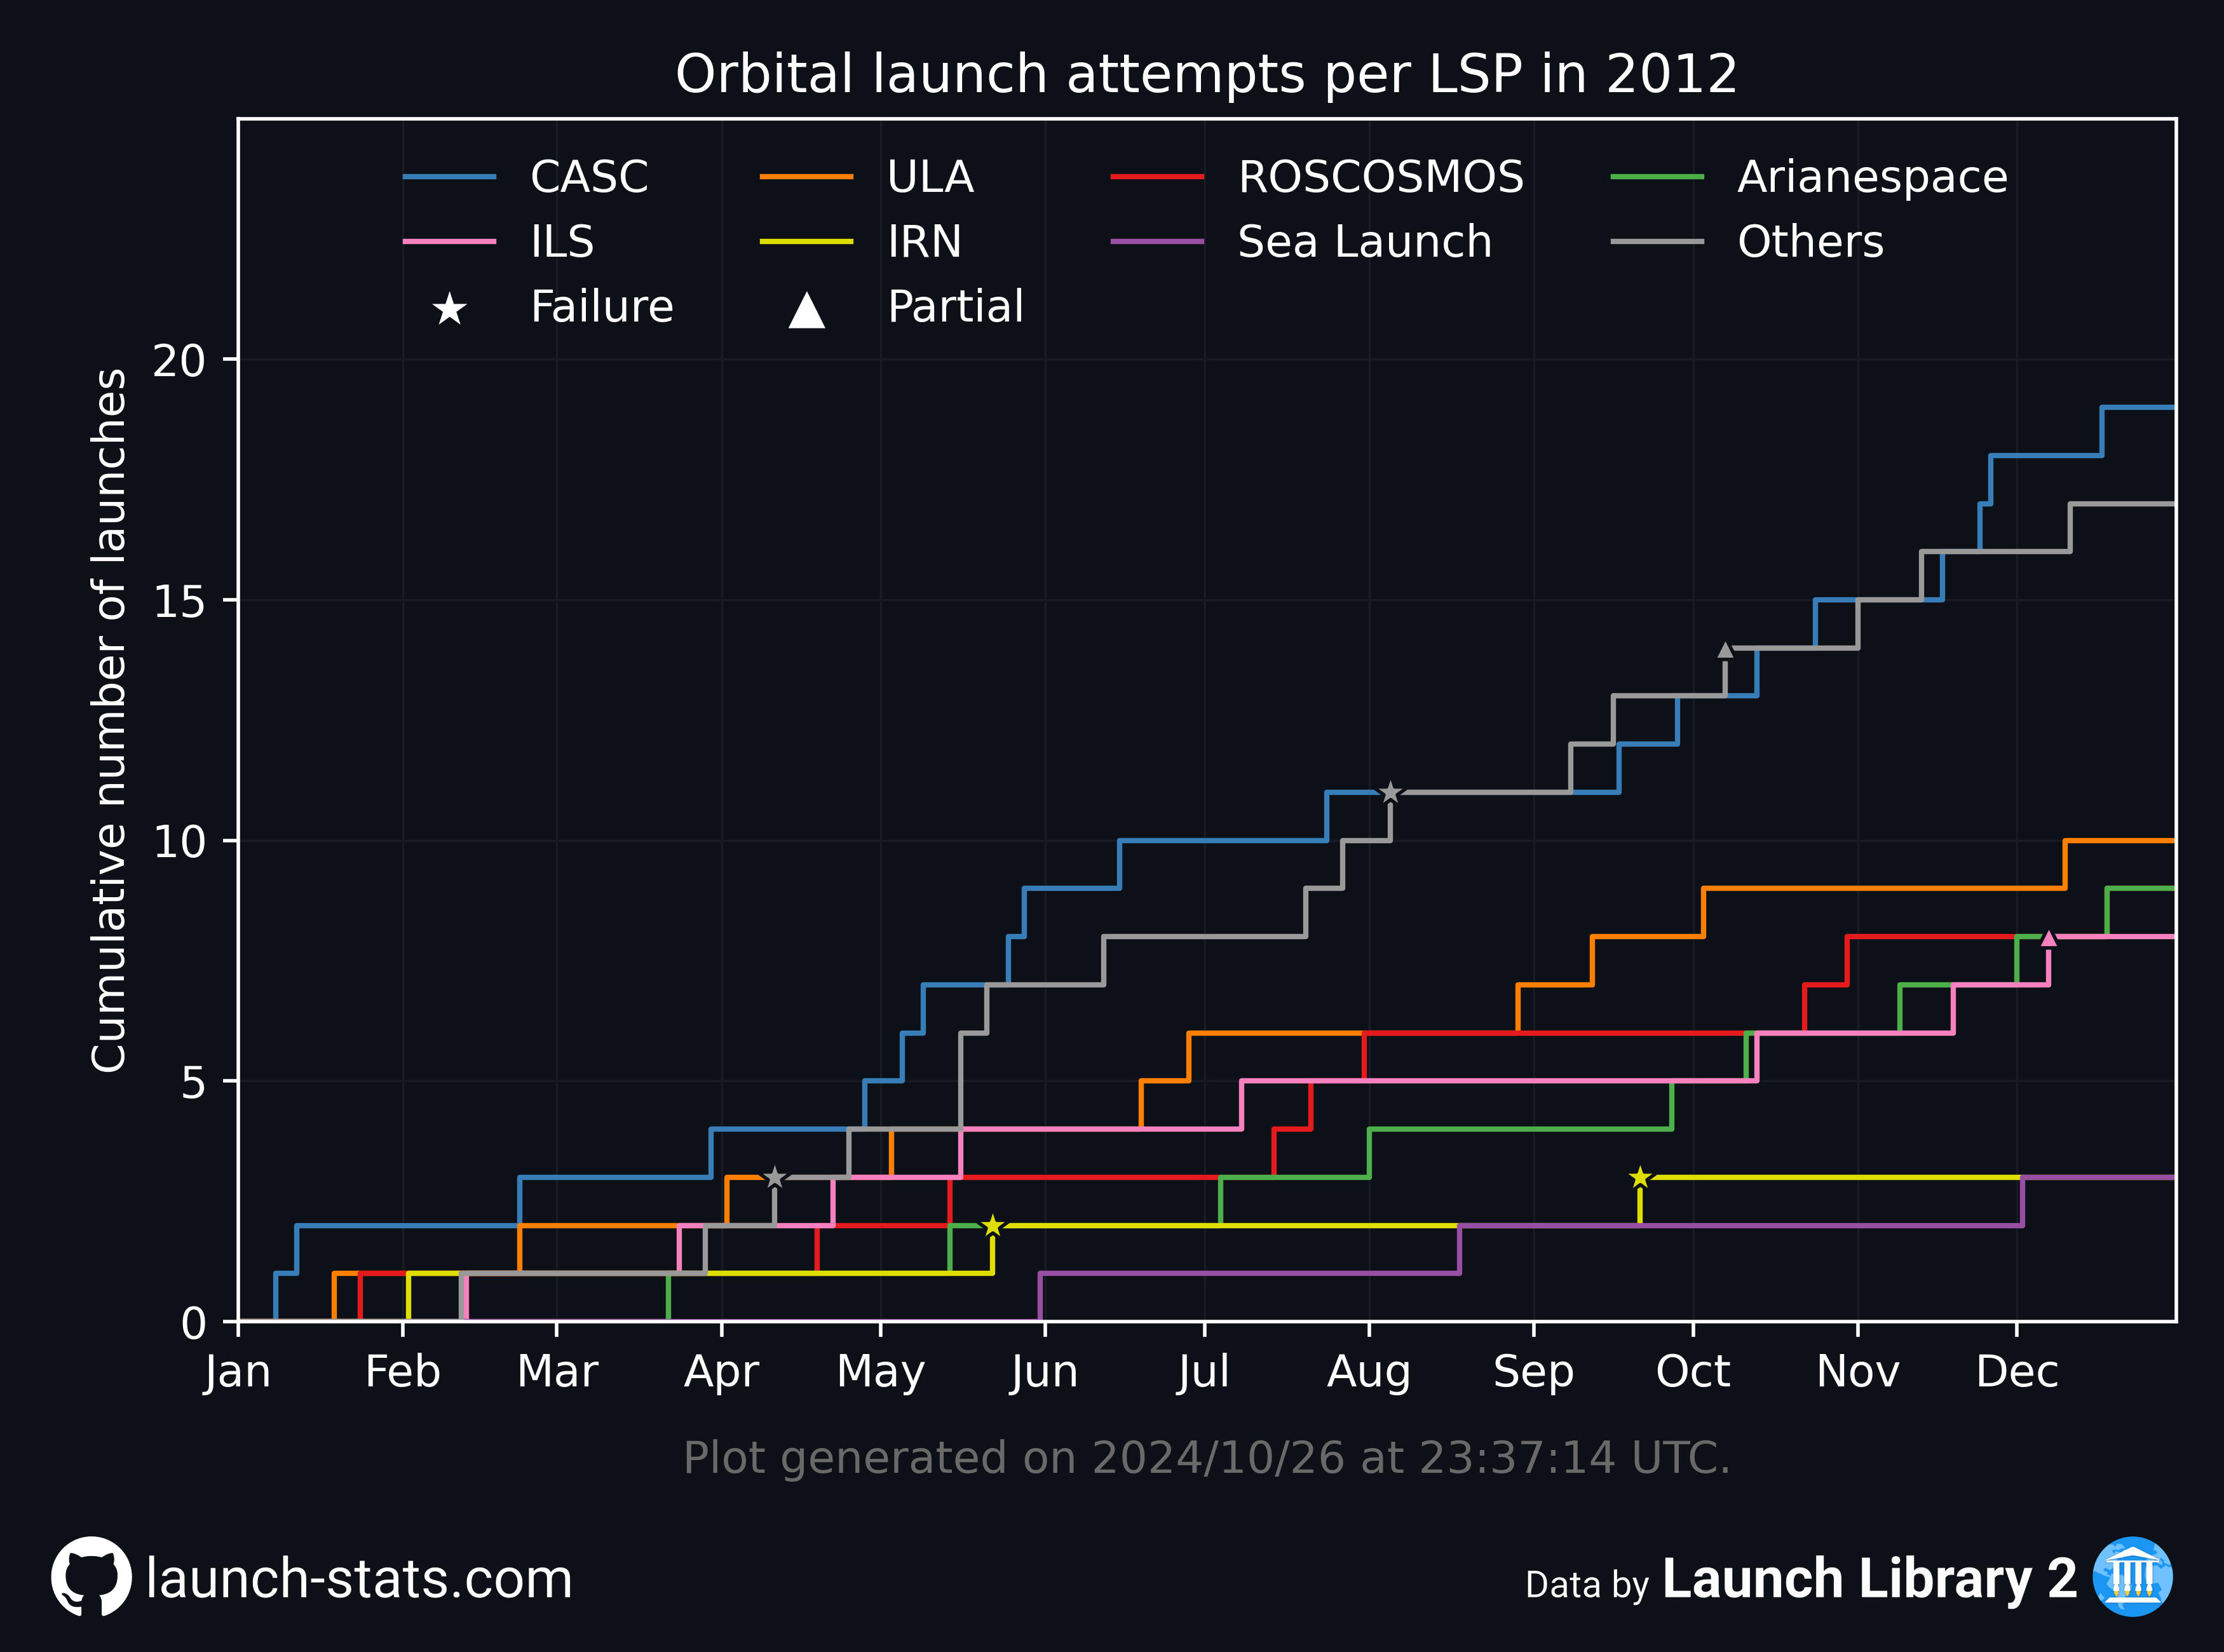 Orbital launch attempts per LSP in 2012
CASC ULA ROSCOSMOS Arianespace
ILS IRN Sea Launch Others
Failure Partial
Cumulative number of launches
20
15
10
5
0
Jan Feb Mar Apr May Jun Jul Aug Sep Oct Nov Dec
Plot generated on 2024/10/26 at 23:37:14 UTC.
launch-stats.com
Data by Launch Library 2